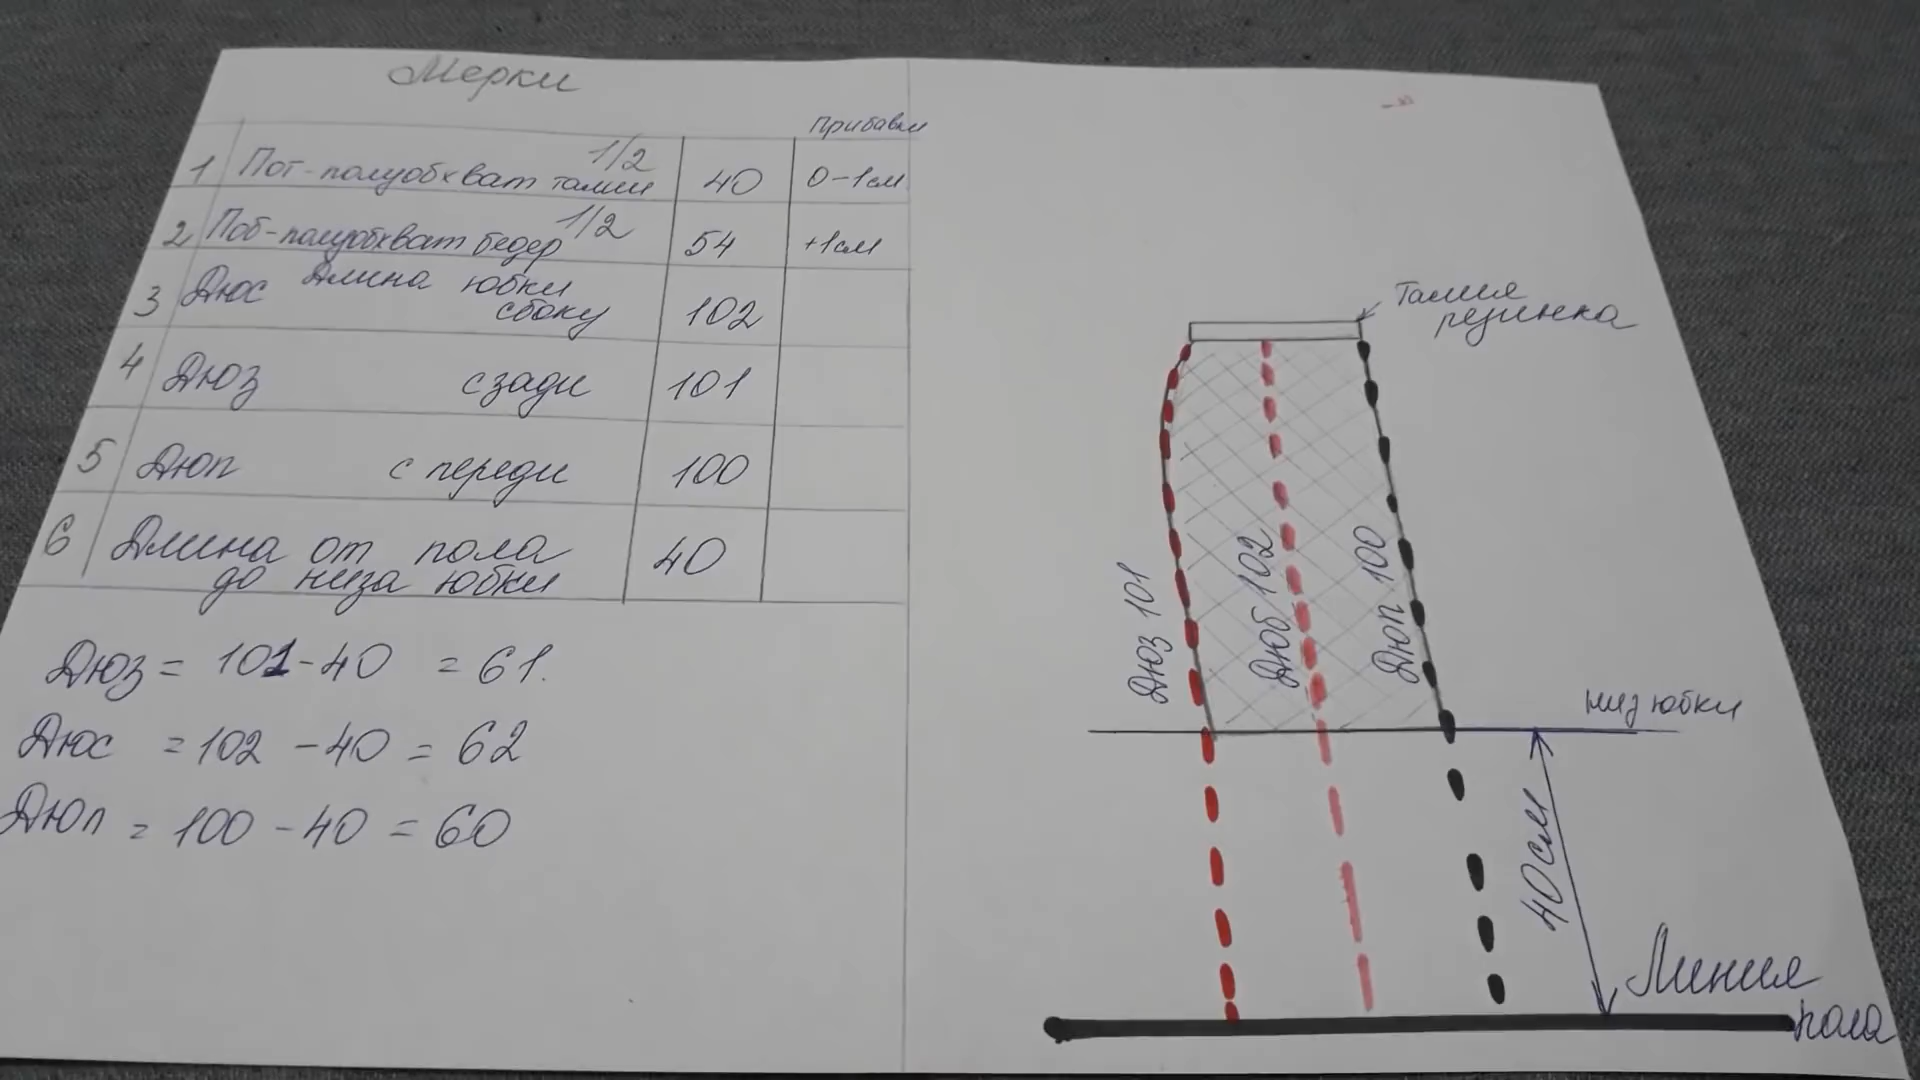 Мерки
Прибавки
1 Пот-полуобхват талии 1/2 40 0-1см
2 Поб-полуобхват бедер 1/2 54 +1см
3 Дюс Длина юбки
сбоку 102
4 Дюз сзади 101
5 Дюп с переди 100
6 Длина от пола
до низа юбки 40
Дюз = 101-40 = 61.
Дюс = 102 - 40 = 62
Дюп = 100 - 40 = 60
Талия
резинка
Дюз 101
Дюб 102
Дюп 100
низ юбки
40см
Линия
пола